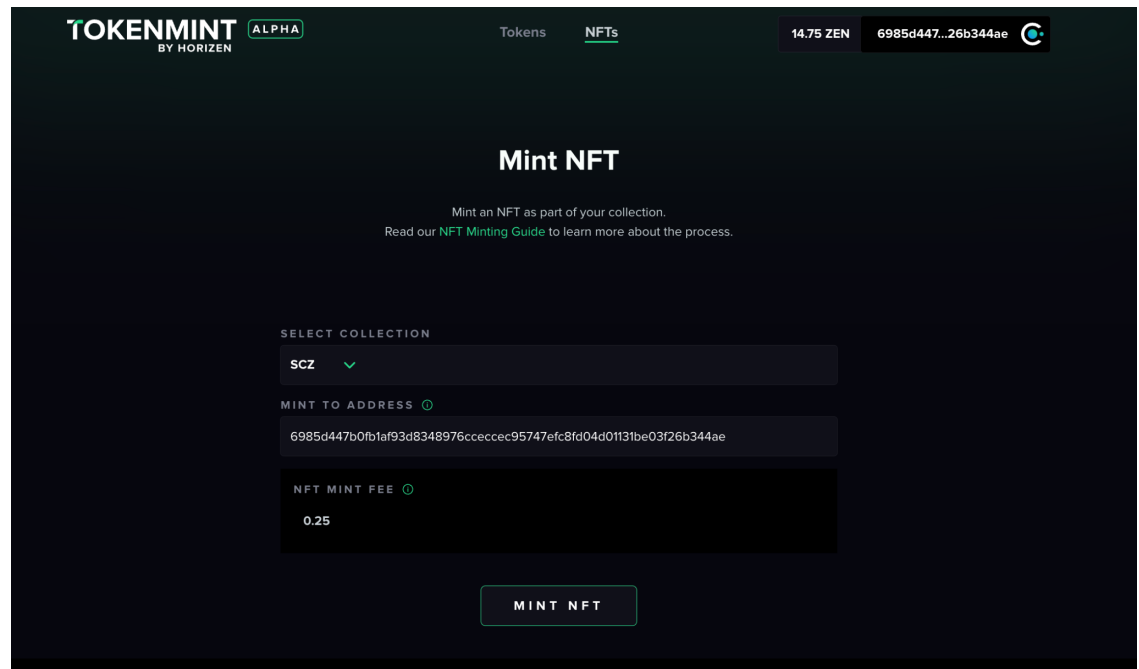 TOKENMINT ALPHA
BY HORIZEN
Tokens NFTs
14.75 ZEN 6985d447...26b344ae
Mint NFT
Mint an NFT as part of your collection.
Read our NFT Minting Guide to learn more about the process.
SELECT COLLECTION
SCZ
MINT TO ADDRESS
6985d447b0fb1af93d8348976cceccec95747efc8fd04d01131be03f26b344ae
NFT MINT FEE
0.25
MINT NFT